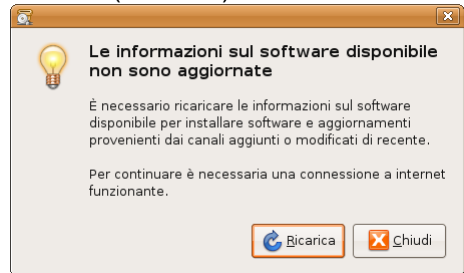 Le informazioni sul software disponibile
non sono aggiornate
È necessario ricaricare le informazioni sul software
disponibile per installare software e aggiornamenti
provenienti dai canali aggiunti o modificati di recente.
Per continuare è necessaria una connessione a internet
funzionante.
Ricarica
Chiudi